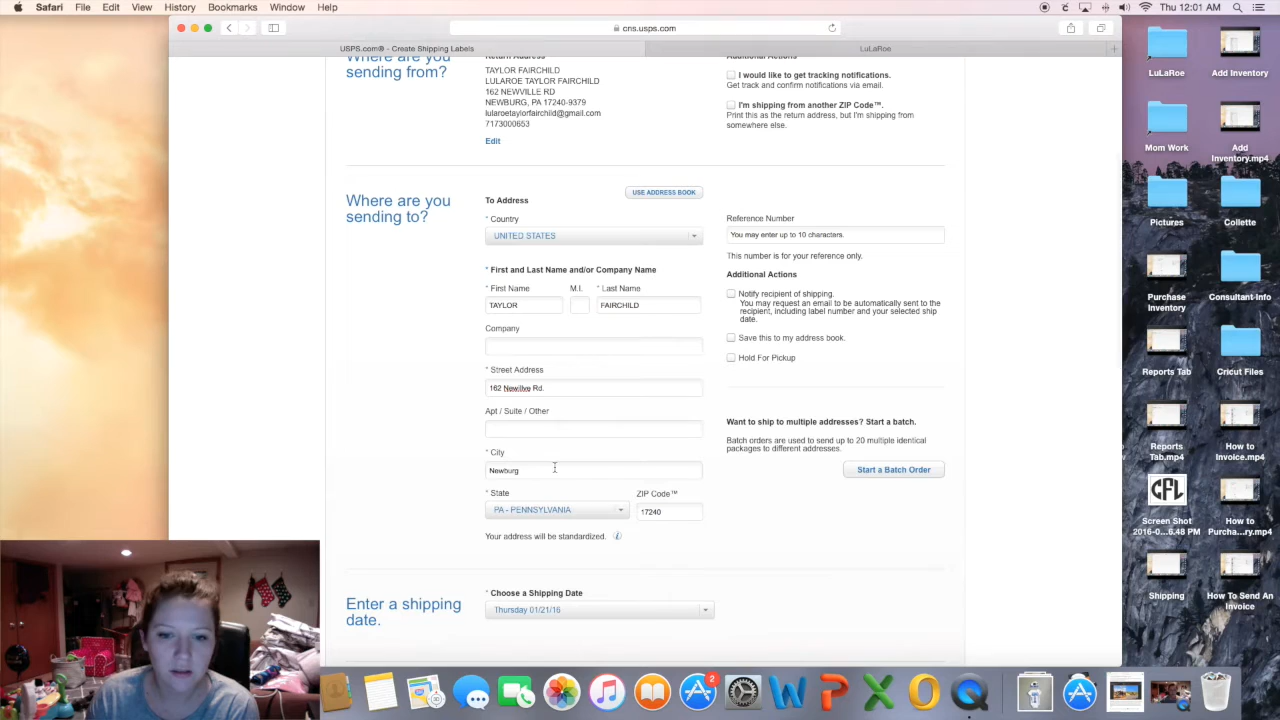 Safari File Edit View History Bookmarks Window Help
Thu 12:01 AM
cns.usps.com
USPS.com® - Create Shipping Labels
LuLaRoe
Where are you sending from?
Return Address
TAYLOR FAIRCHILD
LULAROE TAYLOR FAIRCHILD
162 NEWVILLE RD
NEWBURG, PA 17240-9379
lularoetaylorfairchild@gmail.com
7173000653
Edit
Additional Actions
I would like to get tracking notifications.
Get track and confirm notifications via email.
I'm shipping from another ZIP Code™.
Print this as the return address, but I'm shipping from
somewhere else.
Where are you
sending to?
To Address
USE ADDRESS BOOK
* Country
UNITED STATES
* First and Last Name and/or Company Name
* First Name M.I. * Last Name
TAYLOR FAIRCHILD
Company
* Street Address
162 Newillve Rd.
Apt / Suite / Other
* City
Newburg
* State ZIP Code™
PA - PENNSYLVANIA 17240
Your address will be standardized. i
Reference Number
You may enter up to 10 characters.
This number is for your reference only.
Additional Actions
Notify recipient of shipping.
You may request an email to be automatically sent to the
recipient, including label number and your selected ship
date.
Save this to my address book.
Hold For Pickup
Want to ship to multiple addresses? Start a batch.
Batch orders are used to send up to 20 multiple identical
packages to different addresses.
Start a Batch Order
Enter a shipping
date.
* Choose a Shipping Date
Thursday 01/21/16
LuLaRoe
Add Inventory
Mom Work
Add
Inventory.mp4
Pictures
Collette
Purchase
Inventory
Consultant Info
Reports Tab
Cricut Files
Reports
Tab.mp4
How to
Invoice.mp4
CFL
Screen Shot
2016-0...6.48 PM
How to
Purcha...ry.mp4
Shipping
How To Send An
Invoice
2